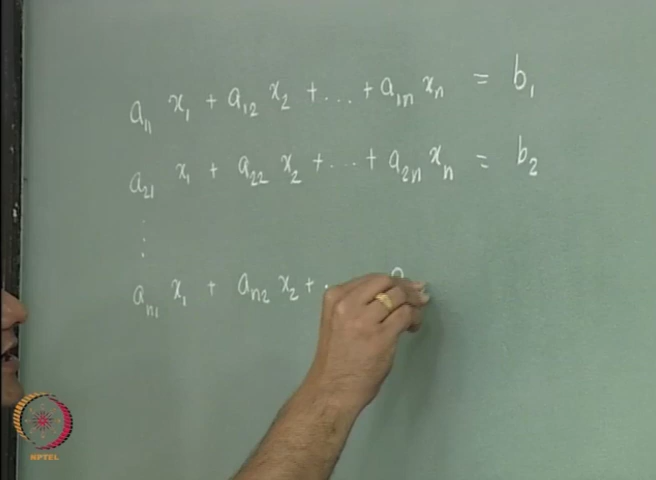 a₁₁ x₁ + a₁₂ x₂ + ... + a₁ₙ xₙ = b₁
a₂₁ x₁ + a₂₂ x₂ + ... + a₂ₙ xₙ = b₂
⋮
aₙ₁ x₁ + aₙ₂ x₂ + . a
NPTEL